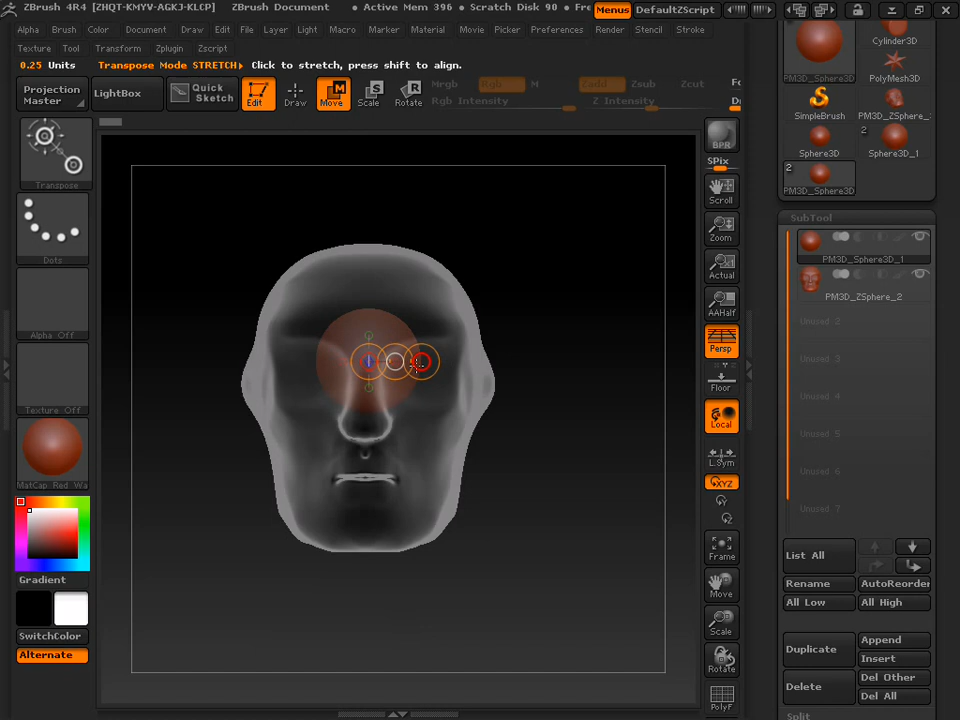 ZBrush 4R4 [ZHQT-KMYV-AGKJ-KLCP] ZBrush Document • Active Mem 396 • Scratch Disk 90 • Fre Menus DefaultZScript
Alpha Brush Color Document Draw Edit File Layer Light Macro Marker Material Movie Picker Preferences Render Stencil Stroke
Texture Tool Transform Zplugin Zscript
0.25 Units Transpose Mode STRETCH Click to stretch, press shift to align.
Projection Master
LightBox
Quick Sketch
Edit
Draw
Move
Scale
Rotate
Mrgb Rgb M Zadd Zsub Zcut Fo
Rgb Intensity Z Intensity Du
Transpose
Dots
Alpha Off
Texture Off
MatCap Red Wa
Gradient
SwitchColor
Alternate
BPR
SPix
Scroll
Zoom
Actual
AAHalf
Persp
Floor
Local
L.Sym
XYZ
Frame
Move
Scale
Rotate
PolyF
PM3D_Sphere3D
Cylinder3D
PolyMesh3D
SimpleBrush
PM3D_ZSphere_
2
Sphere3D
Sphere3D_1
2
PM3D_Sphere3D
SubTool
PM3D_Sphere3D_1
PM3D_ZSphere_2
Unused 2
Unused 3
Unused 4
Unused 5
Unused 6
Unused 7
List All
Rename AutoReorder
All Low All High
Duplicate
Append
Insert
Delete
Del Other
Del All
Split